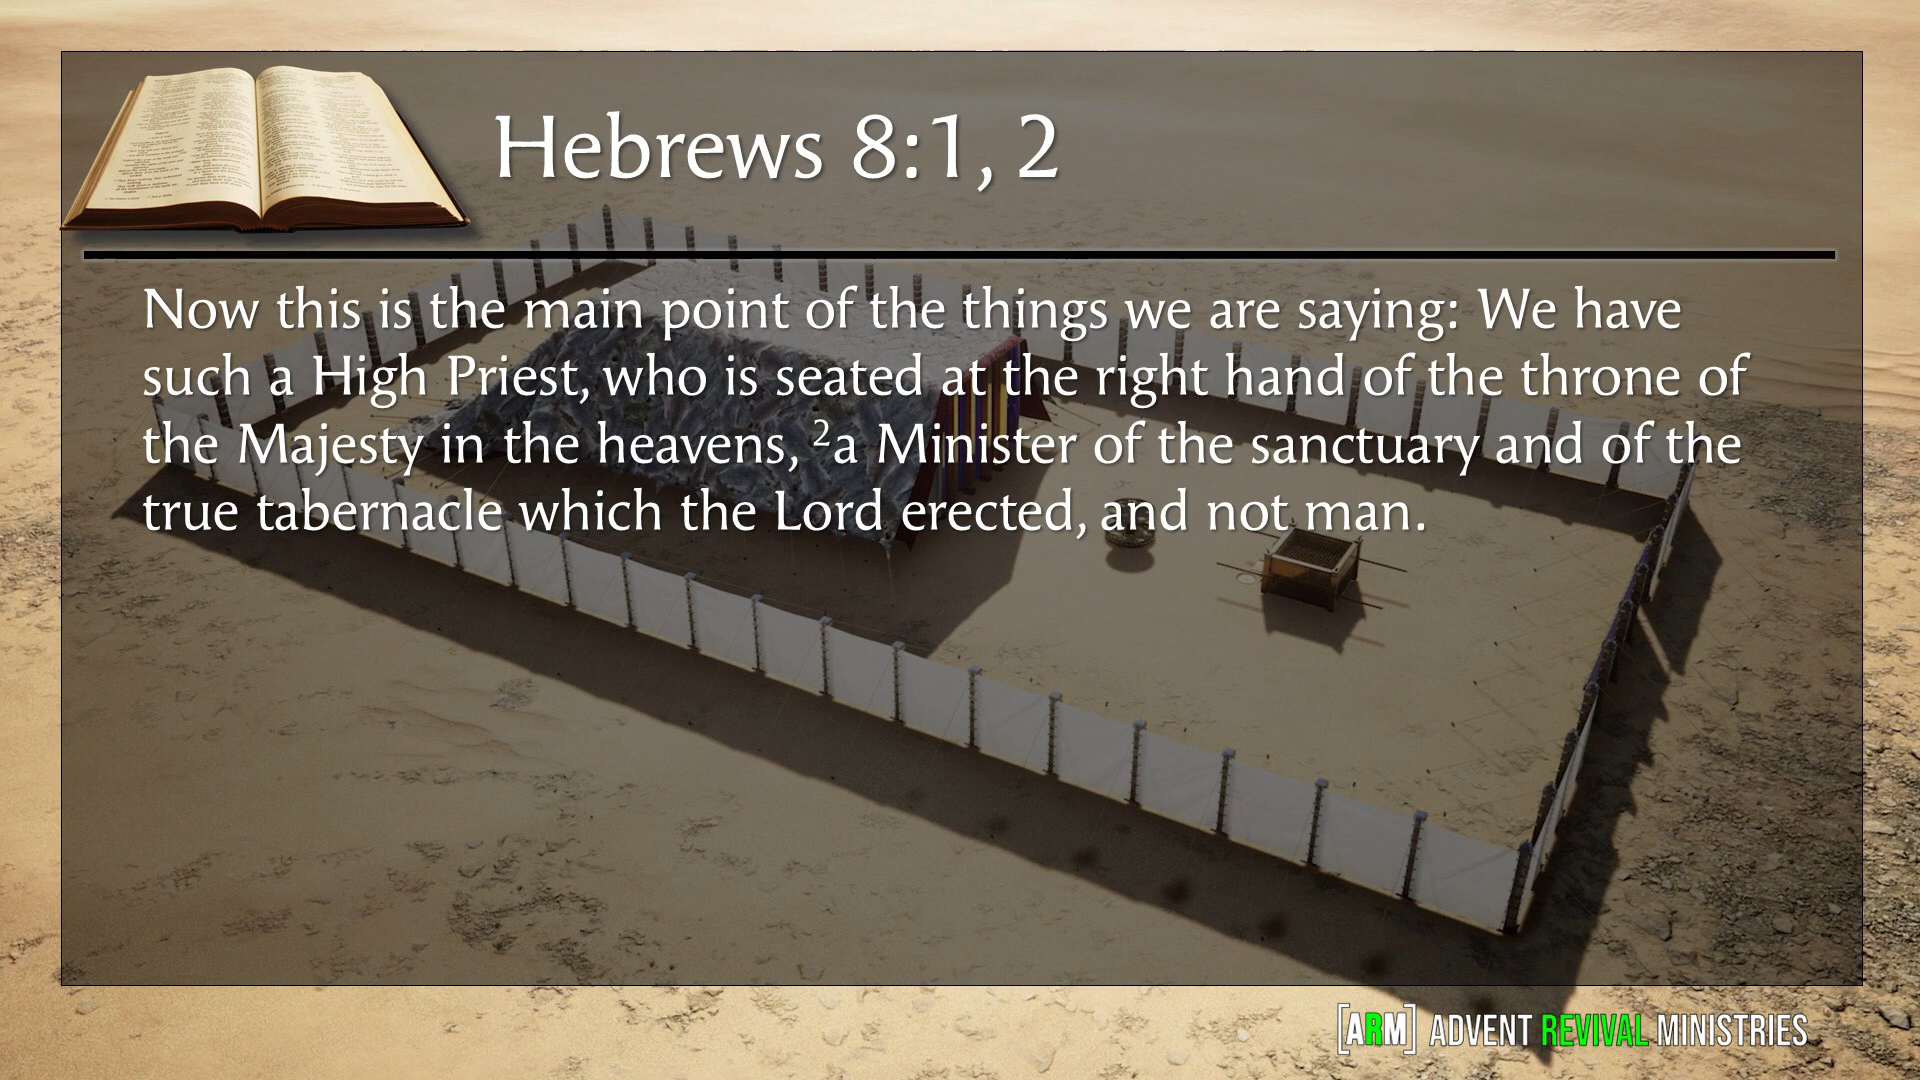 Hebrews 8:1, 2
Now this is the main point of the things we are saying: We have
such a High Priest, who is seated at the right hand of the throne of
the Majesty in the heavens, ²a Minister of the sanctuary and of the
true tabernacle which the Lord erected, and not man.
[ARM] ADVENT REVIVAL MINISTRIES